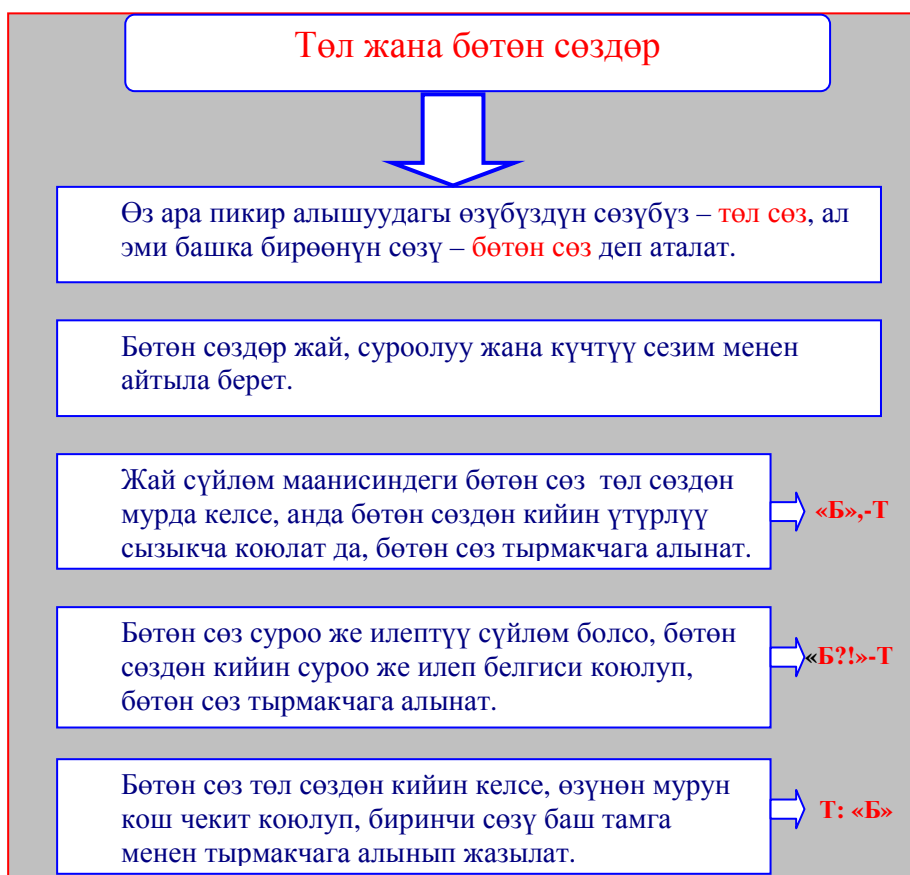 Төл жана бөтөн сөздөр
Өз ара пикир алышуудагы өзүбүздүн сөзүбүз – төл сөз, ал
эми башка бирөөнүн сөзү – бөтөн сөз деп аталат.
Бөтөн сөздөр жай, суроолуу жана күчтүү сезим менен
айтыла берет.
Жай сүйлөм маанисиндеги бөтөн сөз төл сөздөн
мурда келсе, анда бөтөн сөздөн кийин үтүрлүү
сызыкча коюлат да, бөтөн сөз тырмакчага алынат.
«Б»,-Т
Бөтөн сөз суроо же илептүү сүйлөм болсо, бөтөн
сөздөн кийин суроо же илеп белгиси коюлуп,
бөтөн сөз тырмакчага алынат.
«Б?!»-Т
Бөтөн сөз төл сөздөн кийин келсе, өзүнөн мурун
кош чекит коюлуп, биринчи сөзү баш тамга
менен тырмакчага алынып жазылат.
Т: «Б»